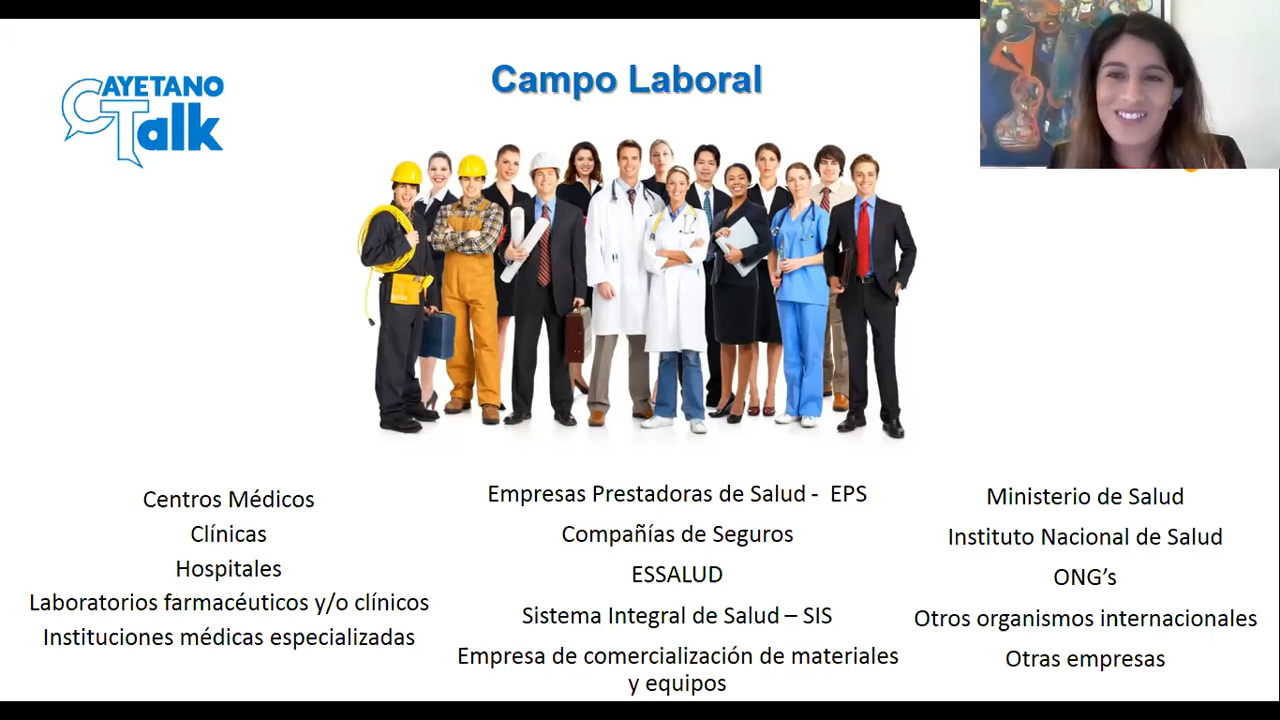 CAYETANO
Talk
Campo Laboral
Centros Médicos
Clínicas
Hospitales
Laboratorios farmacéuticos y/o clínicos
Instituciones médicas especializadas
Empresas Prestadoras de Salud - EPS
Compañías de Seguros
ESSALUD
Sistema Integral de Salud – SIS
Empresa de comercialización de materiales
y equipos
Ministerio de Salud
Instituto Nacional de Salud
ONG’s
Otros organismos internacionales
Otras empresas